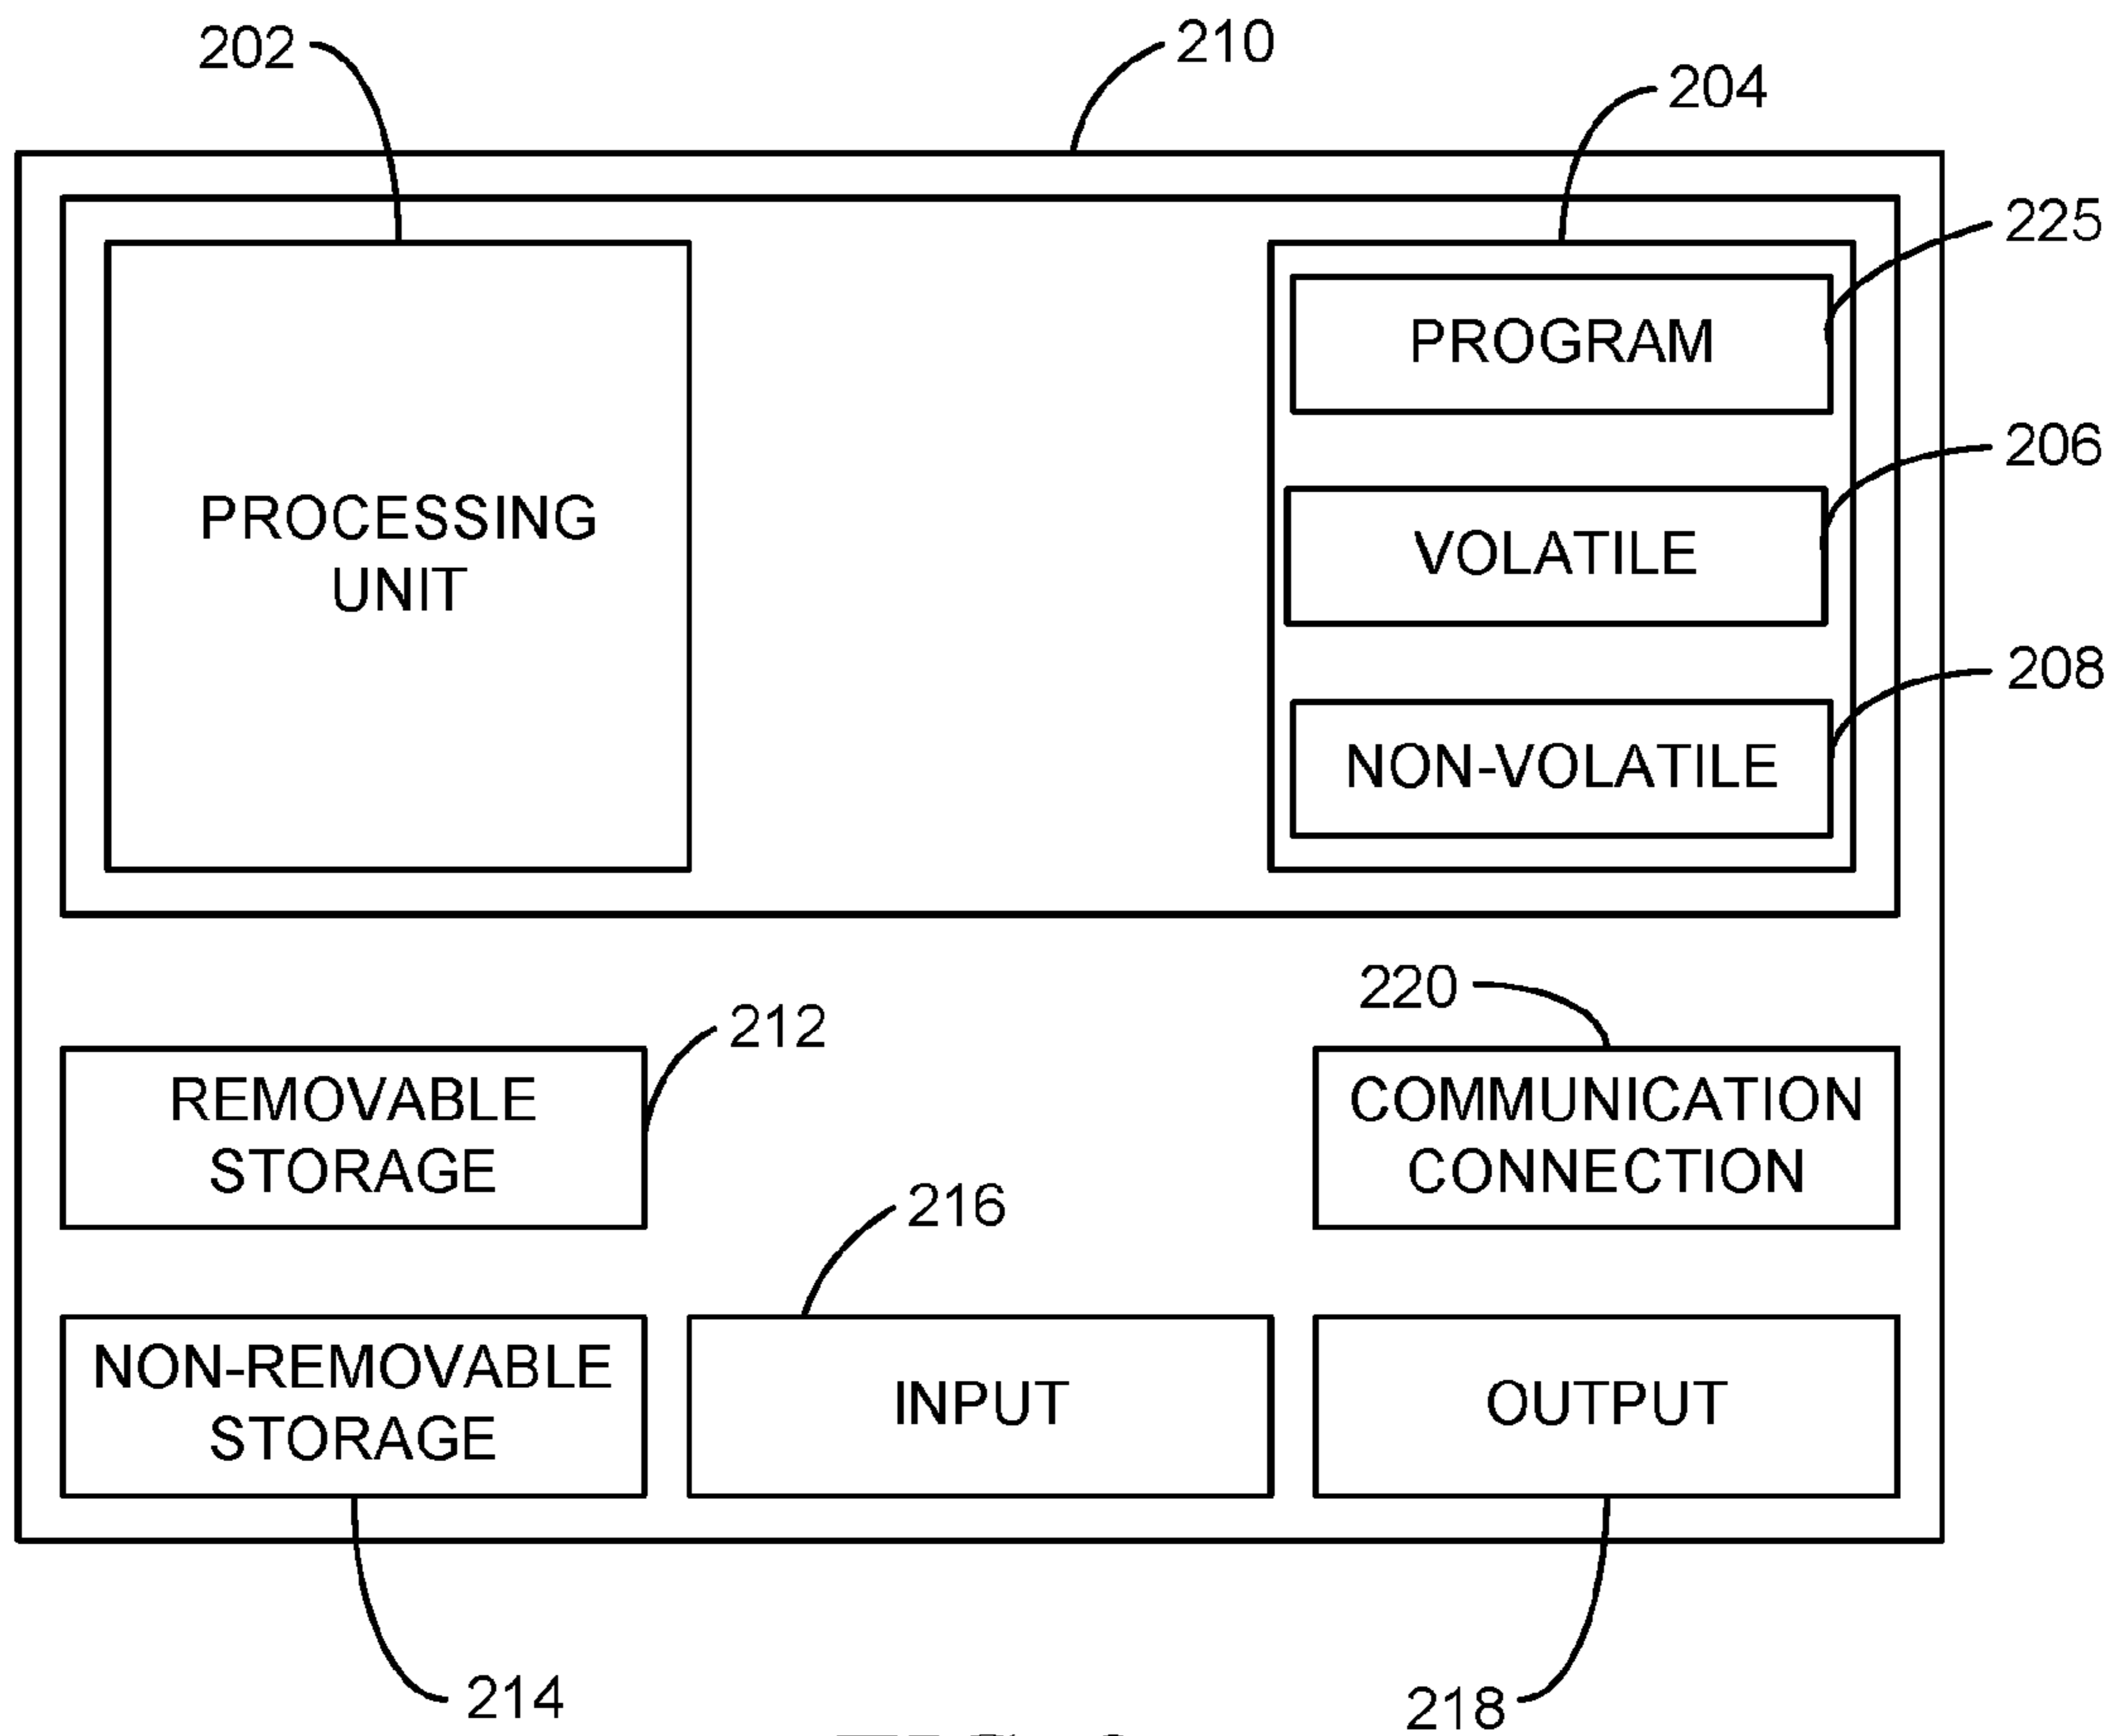 202
210
204
225
PROGRAM
206
PROCESSING
UNIT
VOLATILE
208
NON-VOLATILE
220
212
REMOVABLE
STORAGE
COMMUNICATION
CONNECTION
216
NON-REMOVABLE
STORAGE
INPUT
OUTPUT
214
218